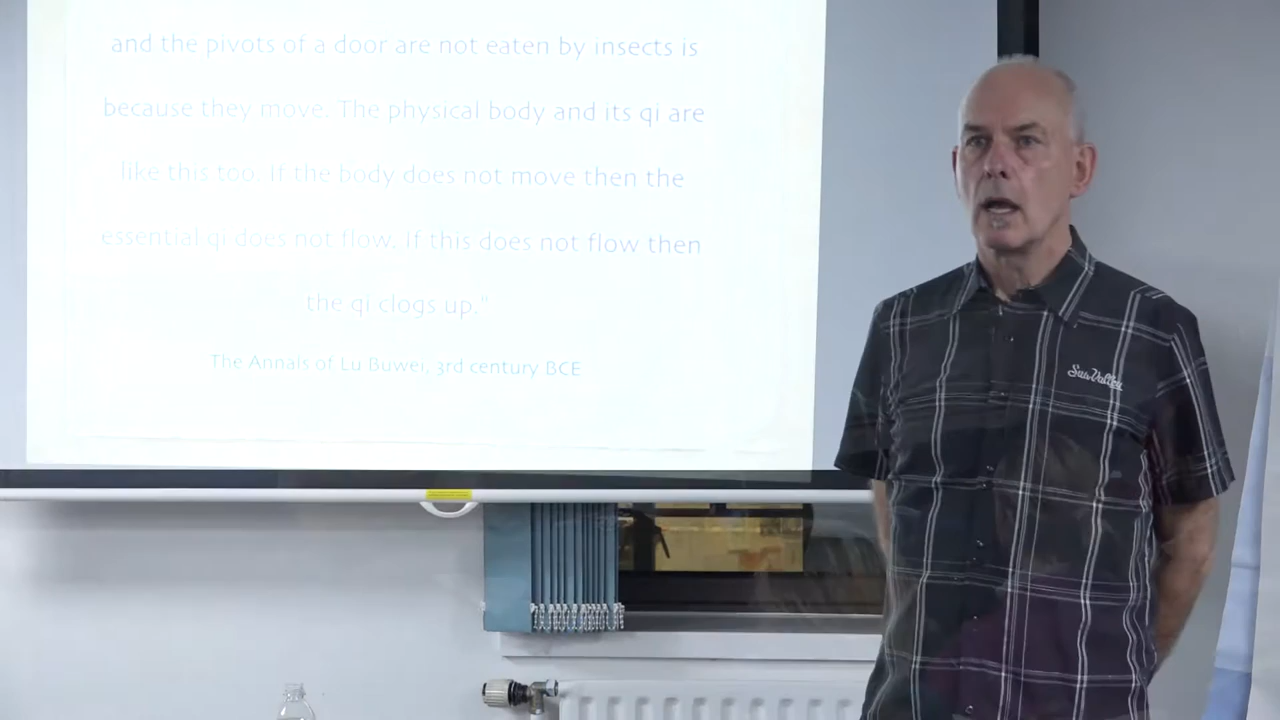 and the pivots of a door are not eaten by insects is
because they move. The physical body and its qi are
like this too. If the body does not move then the
essential qi does not flow. If this does not flow then
the qi clogs up."
The Annals of Lu Buwei, 3rd century BCE
Sun Valley